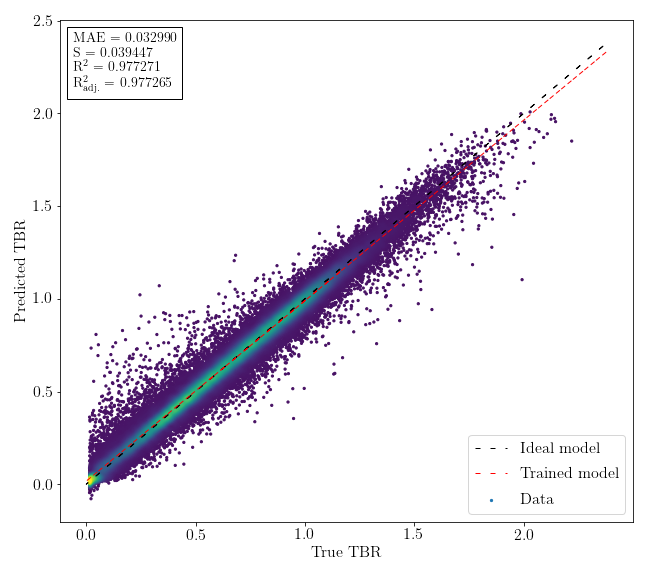 MAE = 0.032990
S = 0.039447
R² = 0.977271
R²adj. = 0.977265
2.5
2.0
1.5
1.0
0.5
0.0
Predicted TBR
Ideal model
Trained model
Data
0.0 0.5 1.0 1.5 2.0
True TBR